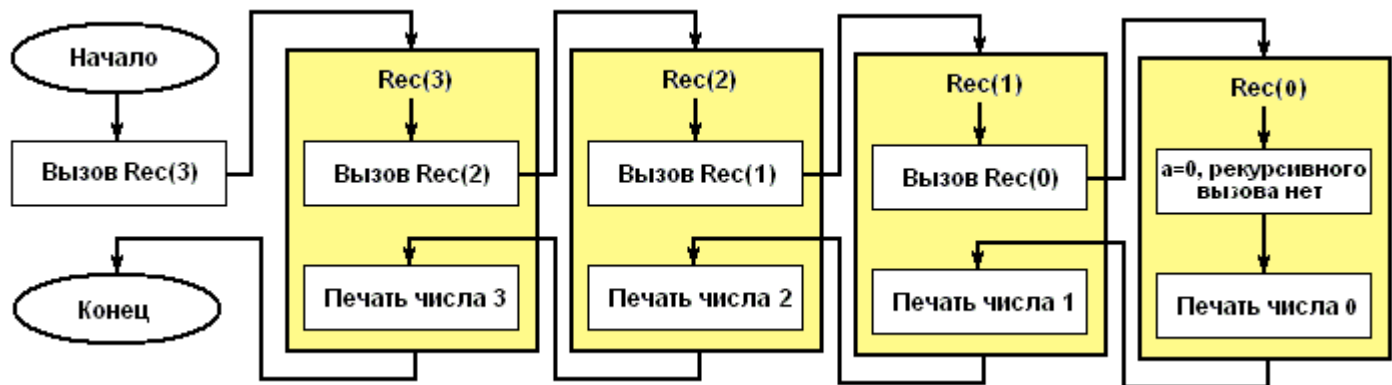 Начало
Вызов Rec(3)
Rec(3)
Вызов Rec(2)
Rec(2)
Вызов Rec(1)
Rec(1)
Вызов Rec(0)
Rec(0)
a=0, рекурсивного
вызова нет
Печать числа 0
Печать числа 1
Печать числа 2
Печать числа 3
Конец